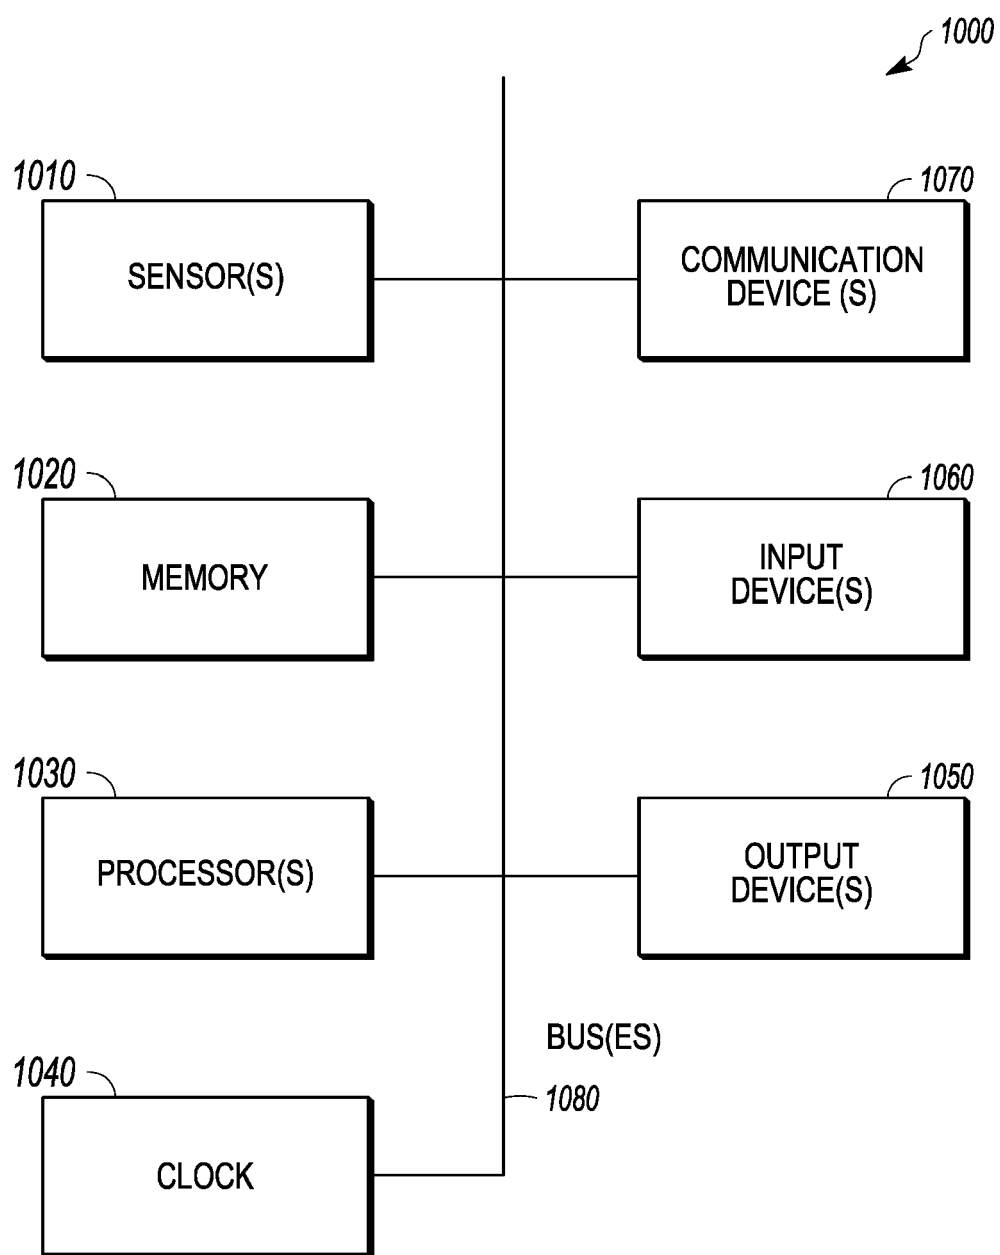 1000
1010
SENSOR(S)
1070
COMMUNICATION
DEVICE (S)
1020
MEMORY
1060
INPUT
DEVICE(S)
1030
PROCESSOR(S)
1050
OUTPUT
DEVICE(S)
BUS(ES)
1080
1040
CLOCK